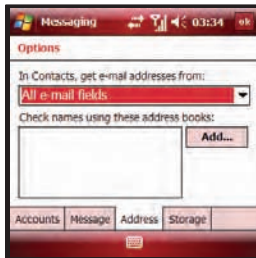 Messaging 03:34 ok
Options
In Contacts, get e-mail addresses from:
All e-mail fields
Check names using these address books:
Add...
Accounts Message Address Storage